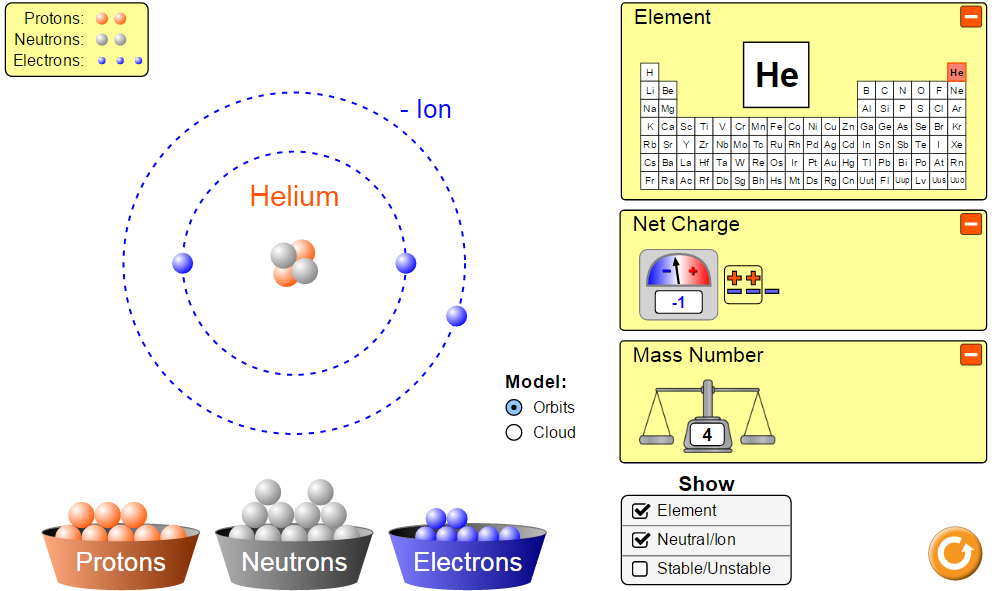 Protons:
Neutrons:
Electrons:
- Ion
Helium
Element
He
H He
Li Be B C N O F Ne
Na Mg Al Si P S Cl Ar
K Ca Sc Ti V Cr Mn Fe Co Ni Cu Zn Ga Ge As Se Br Kr
Rb Sr Y Zr Nb Mo Tc Ru Rh Pd Ag Cd In Sn Sb Te I Xe
Cs Ba La Hf Ta W Re Os Ir Pt Au Hg Tl Pb Bi Po At Rn
Fr Ra Ac Rf Db Sg Bh Hs Mt Ds Rg Cn Uut Fl Uup Lv Uus Uuo
Net Charge
- +
-1
Mass Number
4
Model:
Orbits
Cloud
Protons
Neutrons
Electrons
Show
Element
Neutral/Ion
Stable/Unstable